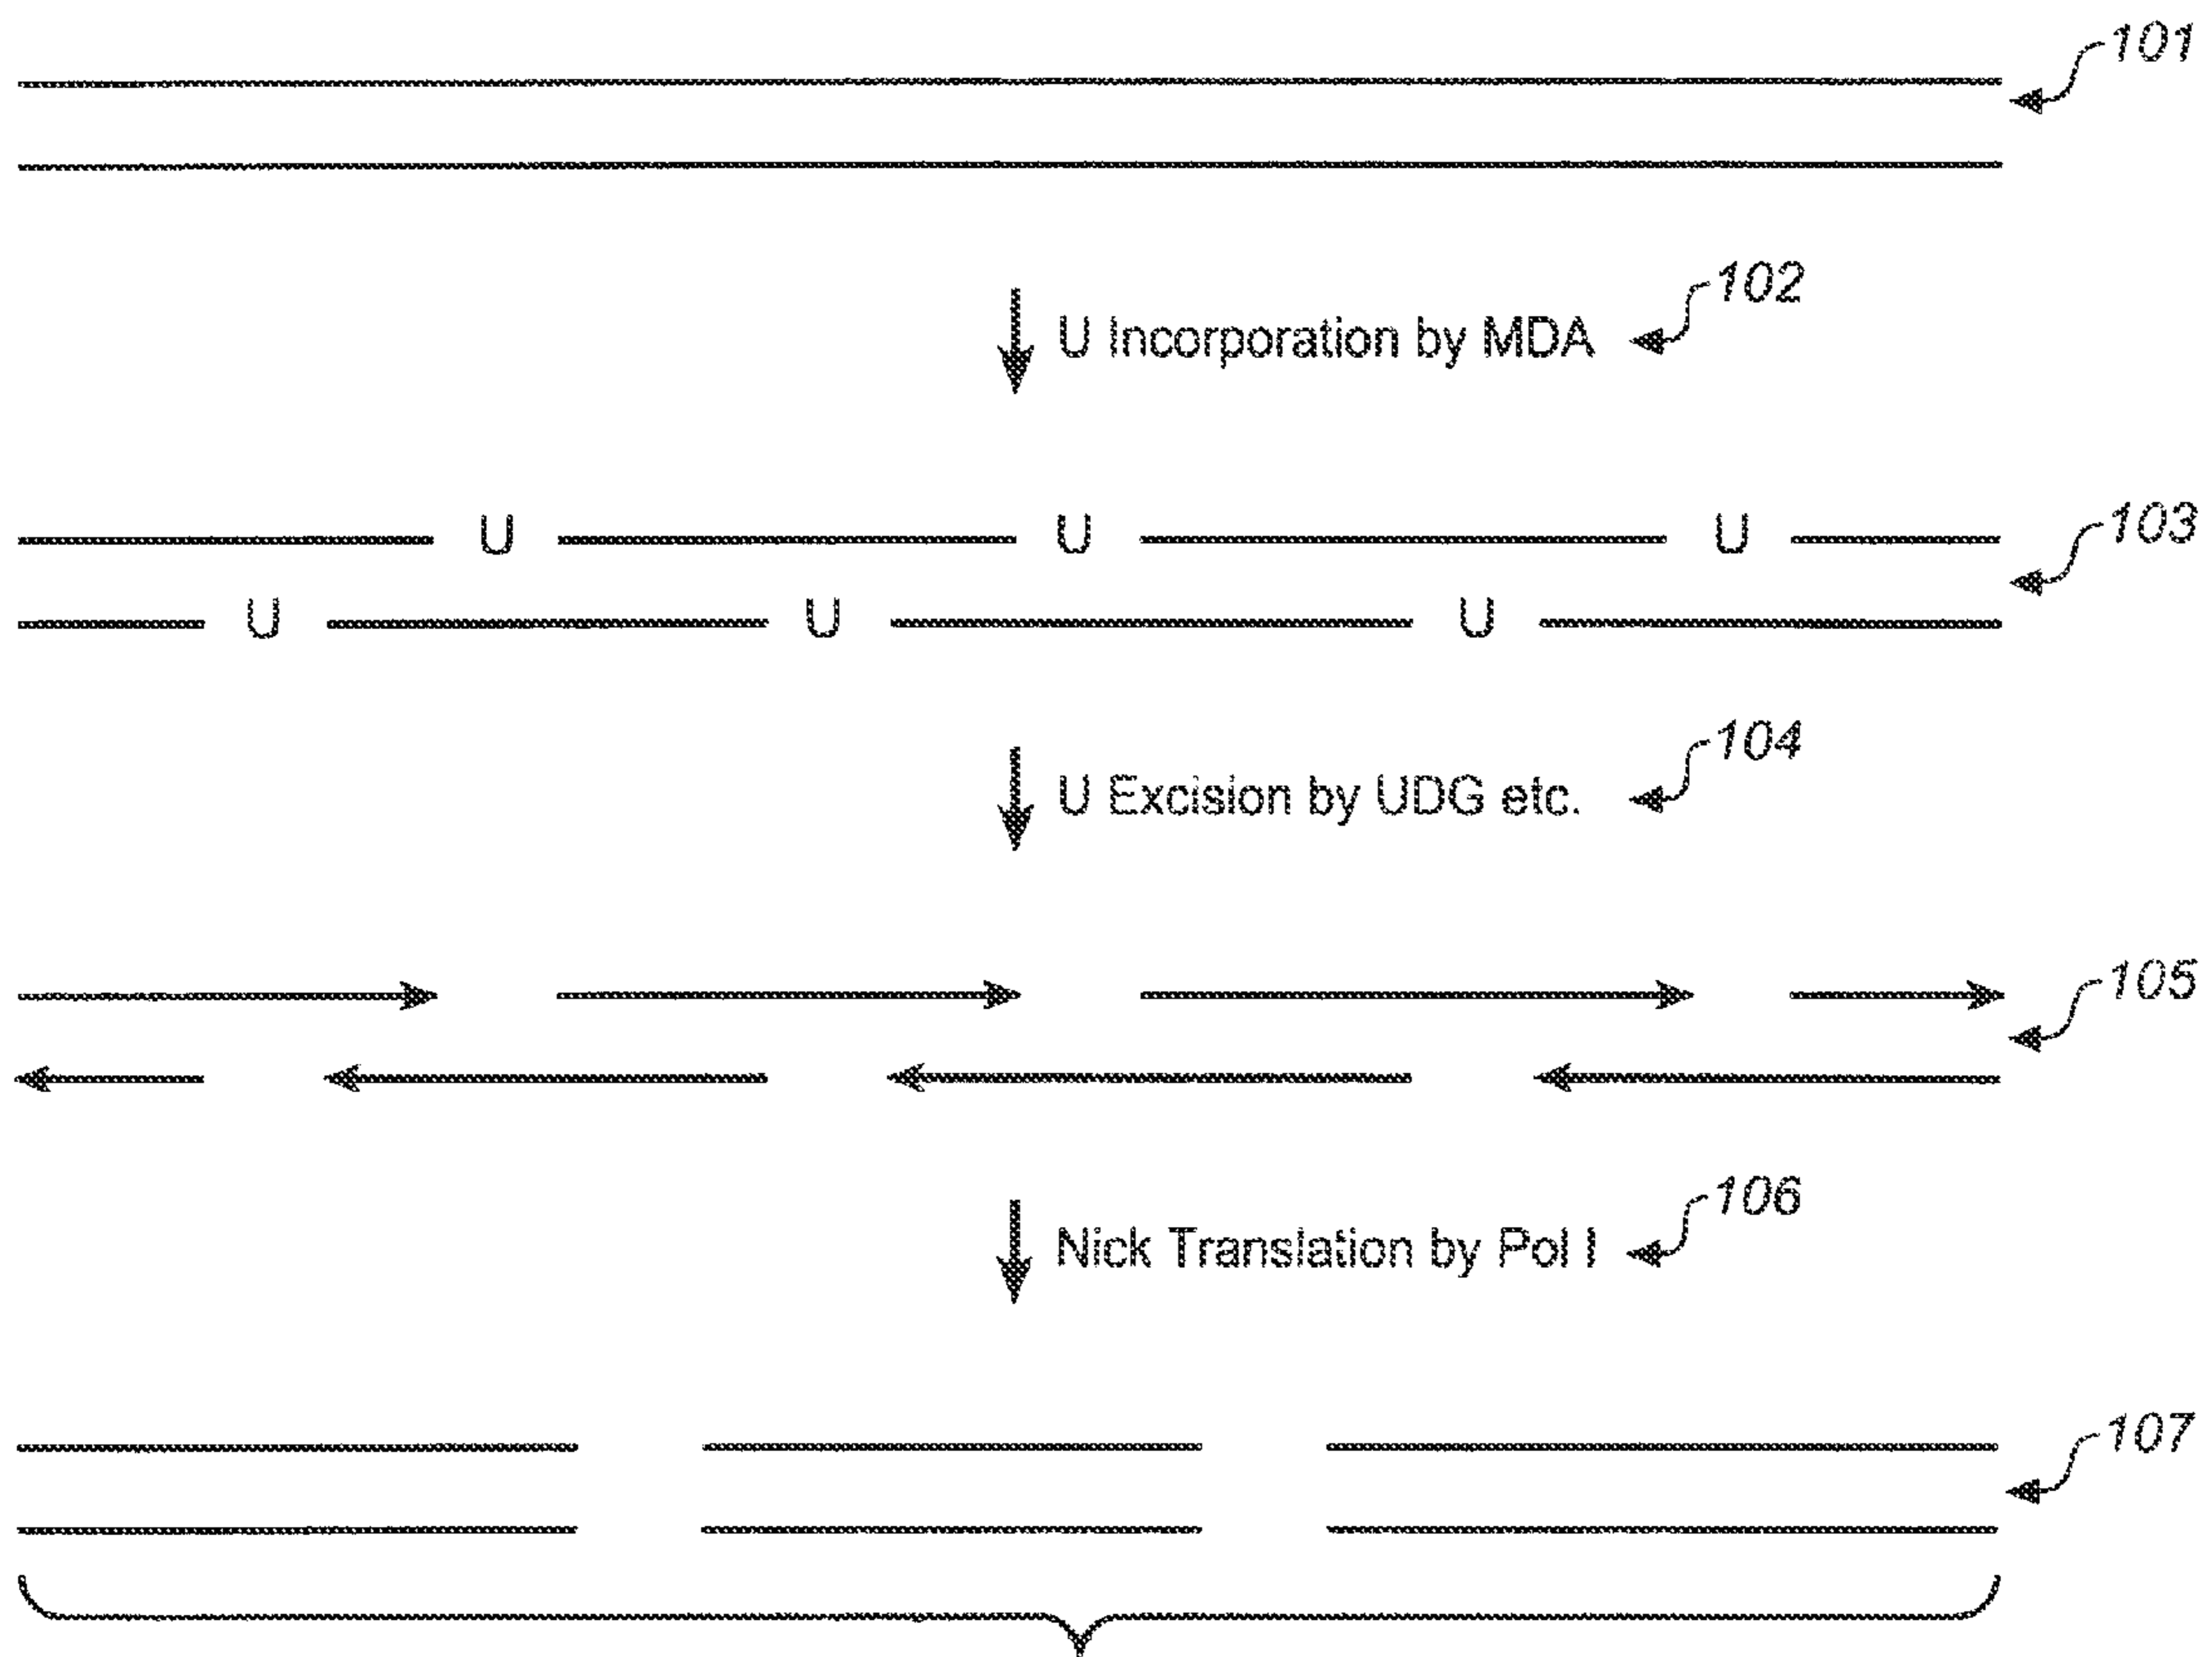 101
102
U Incorporation by MDA
U U U
103
U U U
104
U Excision by UDG etc.
105
106
Nick Translation by Pol I
107